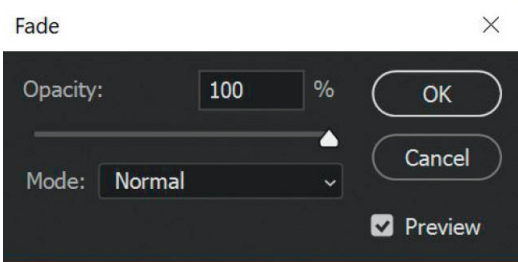 Fade
Opacity: 100 %
OK
Cancel
Mode: Normal
Preview